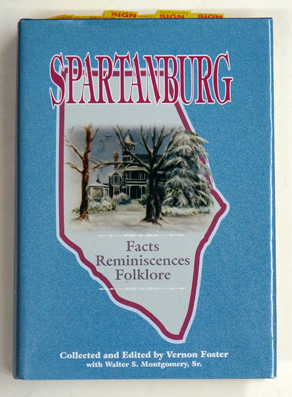 SIGN
SIGN
SIGN
SPARTANBURG
Facts
Reminiscences
Folklore
Collected and Edited by Vernon Foster
with Walter S. Montgomery, Sr.